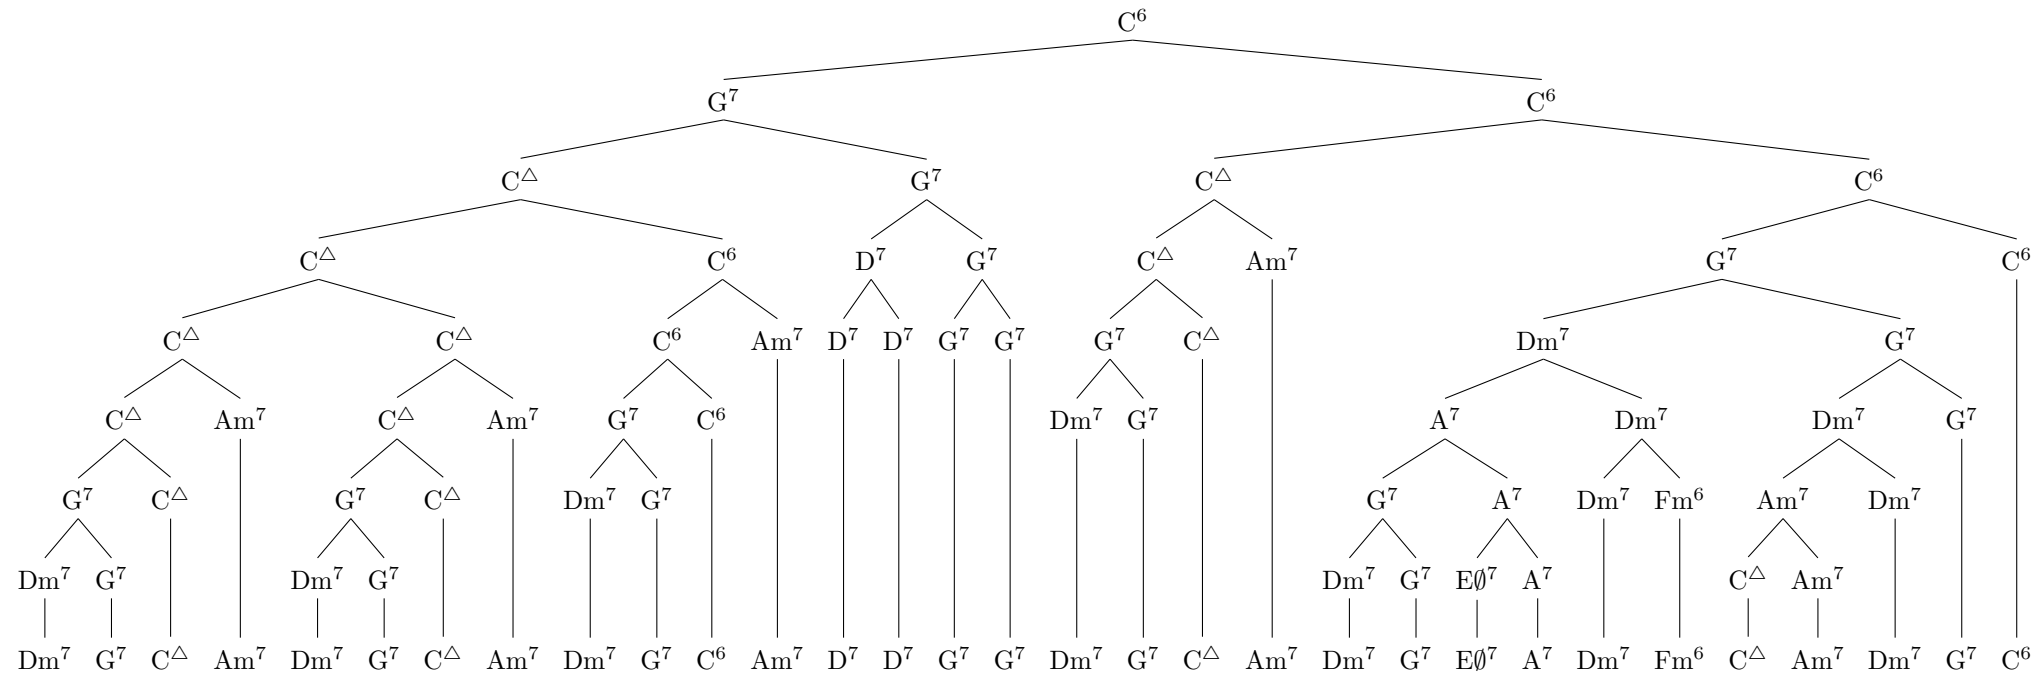 C⁶
G⁷ C⁶
C△ G⁷ C△ C⁶
C△ C⁶ D⁷ G⁷ C△ Am⁷ G⁷ C⁶
C△ C△ C⁶ Am⁷ D⁷ D⁷ G⁷ G⁷ G⁷ C△ Dm⁷ G⁷
C△ Am⁷ C△ Am⁷ G⁷ C⁶ Dm⁷ G⁷ A⁷ Dm⁷ Dm⁷ G⁷
G⁷ C△ G⁷ C△ Dm⁷ G⁷ G⁷ A⁷ Dm⁷ Fm⁶ Am⁷ Dm⁷
Dm⁷ G⁷ Dm⁷ G⁷ Dm⁷ G⁷ E∅⁷ A⁷ C△ Am⁷
Dm⁷ G⁷ C△ Am⁷ Dm⁷ G⁷ C△ Am⁷ Dm⁷ G⁷ C⁶ Am⁷ D⁷ D⁷ G⁷ G⁷ Dm⁷ G⁷ C△ Am⁷ Dm⁷ G⁷ E∅⁷ A⁷ Dm⁷ Fm⁶ C△ Am⁷ Dm⁷ G⁷ C⁶